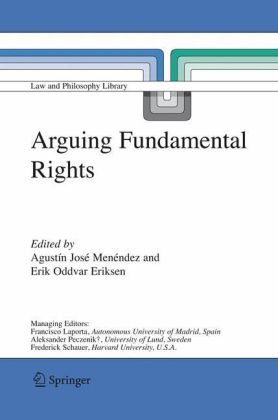 Law and Philosophy Library
Arguing Fundamental
Rights
Edited by
Agustín José Menéndez and
Erik Oddvar Eriksen
Managing Editors:
Francisco Laporta, Autonomous University of Madrid, Spain
Aleksander Peczenik?, University of Lund, Sweden
Frederick Schauer, Harvard University, U.S.A.
Springer